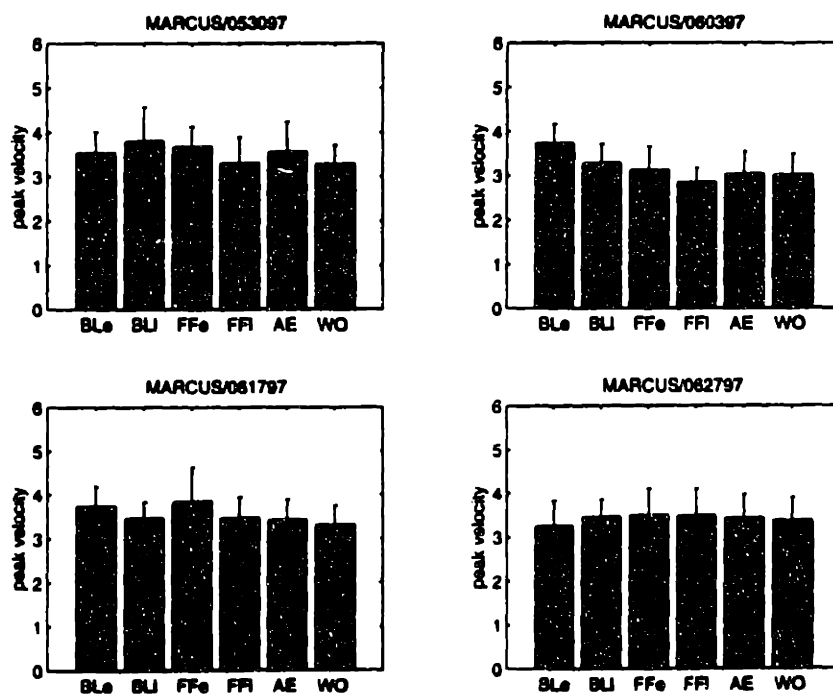 MARCUS/053097
peak velocity
6
5
4
3
2
1
0
BLe BLl FFe FFl AE WO
MARCUS/060397
peak velocity
6
5
4
3
2
1
0
BLe BLl FFe FFl AE WO
MARCUS/061797
peak velocity
6
5
4
3
2
1
0
BLe BLl FFe FFl AE WO
MARCUS/062797
peak velocity
6
5
4
3
2
1
0
BLe BLl FFe FFl AE WO